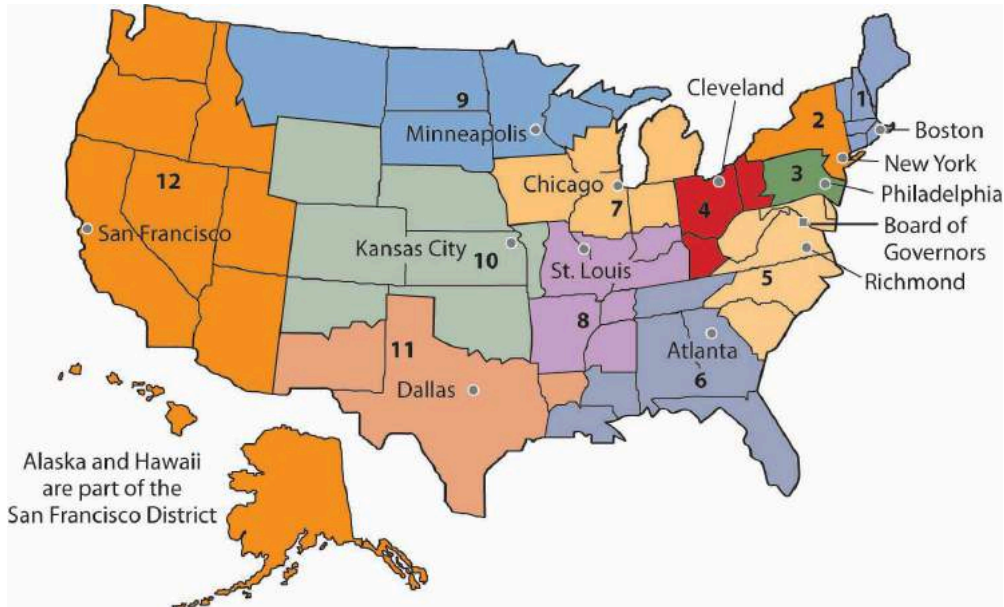 Cleveland
1
9
2
Minneapolis
Boston
New York
3
Chicago
Philadelphia
12
7
4
Board of
Governors
San Francisco
Kansas City
10
St. Louis
Richmond
5
8
11
Atlanta
6
Dallas
Alaska and Hawaii
are part of the
San Francisco District